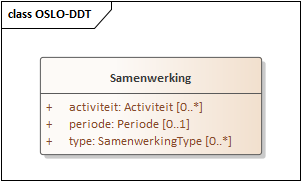 class OSLO-DDT
Samenwerking
+ activiteit: Activiteit [0..*]
+ periode: Periode [0..1]
+ type: SamenwerkingType [0..*]